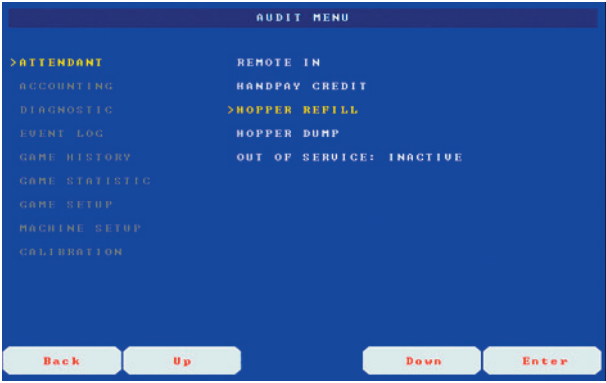 AUDIT MENU
>ATTENDANT
ACCOUNTING
DIAGNOSTIC
EVENT LOG
GAME HISTORY
GAME STATISTIC
GAME SETUP
MACHINE SETUP
CALIBRATION
REMOTE IN
HANDPAY CREDIT
>HOPPER REFILL
HOPPER DUMP
OUT OF SERVICE: INACTIVE
Back
Up
Down
Enter